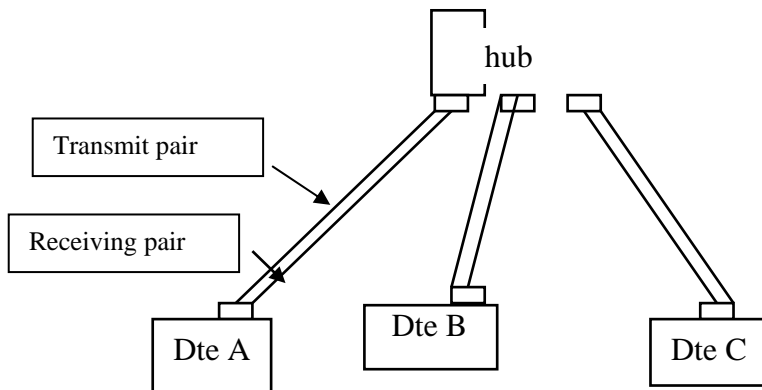 hub
Transmit pair
Receiving pair
Dte A
Dte B
Dte C